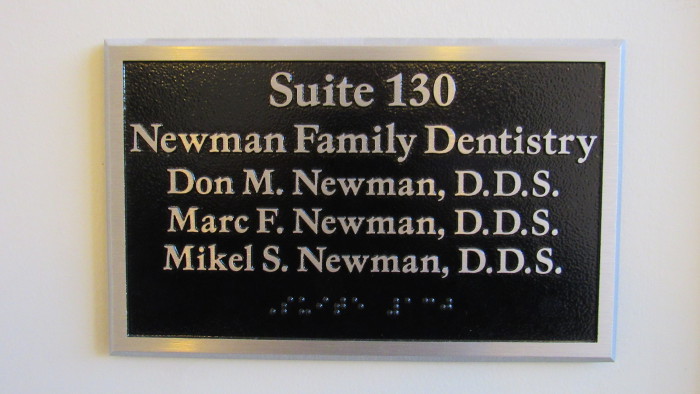 Suite 130
Newman Family Dentistry
Don M. Newman, D.D.S.
Marc F. Newman, D.D.S.
Mikel S. Newman, D.D.S.